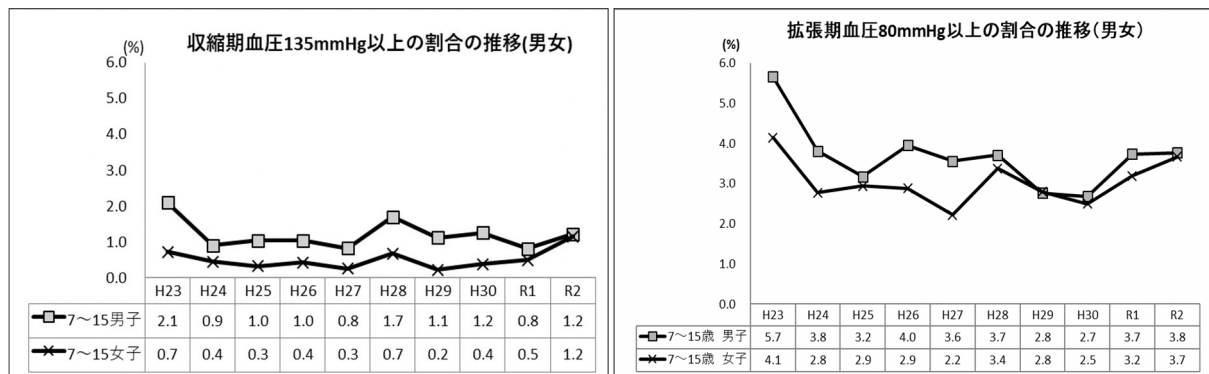 収縮期血圧135mmHg以上の割合の推移(男女)
(%)
6.0
5.0
4.0
3.0
2.0
1.0
0.0
H23 H24 H25 H26 H27 H28 H29 H30 R1 R2
7〜15男子 2.1 0.9 1.0 1.0 0.8 1.7 1.1 1.2 0.8 1.2
7〜15女子 0.7 0.4 0.3 0.4 0.3 0.7 0.2 0.4 0.5 1.2
拡張期血圧80mmHg以上の割合の推移(男女)
(%)
6.0
5.0
4.0
3.0
2.0
1.0
0.0
H23 H24 H25 H26 H27 H28 H29 H30 R1 R2
7〜15歳 男子 5.7 3.8 3.2 4.0 3.6 3.7 2.8 2.7 3.7 3.8
7〜15歳 女子 4.1 2.8 2.9 2.9 2.2 3.4 2.8 2.5 3.2 3.7